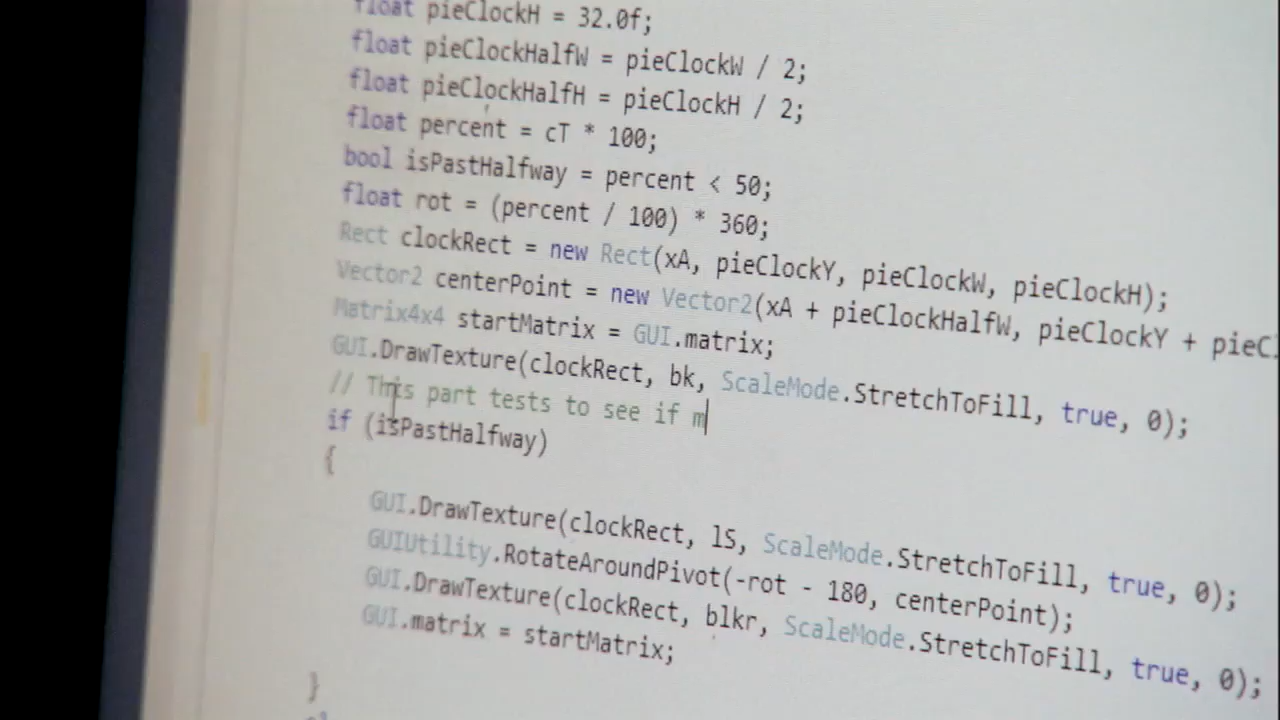 float pieClockH = 32.0f;
float pieClockHalfW = pieClockW / 2;
float pieClockHalfH = pieClockH / 2;
float percent = cT * 100;
bool isPastHalfway = percent < 50;
float rot = (percent / 100) * 360;
Rect clockRect = new Rect(xA, pieClockY, pieClockW, pieClockH);
Vector2 centerPoint = new Vector2(xA + pieClockHalfW, pieClockY + pieC
Matrix4x4 startMatrix = GUI.matrix;
GUI.DrawTexture(clockRect, bk, ScaleMode.StretchToFill, true, 0);
// This part tests to see if m
if (isPastHalfway)
{
GUI.DrawTexture(clockRect, lS, ScaleMode.StretchToFill, true, 0);
GUIUtility.RotateAroundPivot(-rot - 180, centerPoint);
GUI.DrawTexture(clockRect, blkr, ScaleMode.StretchToFill, true, 0);
GUI.matrix = startMatrix;
}